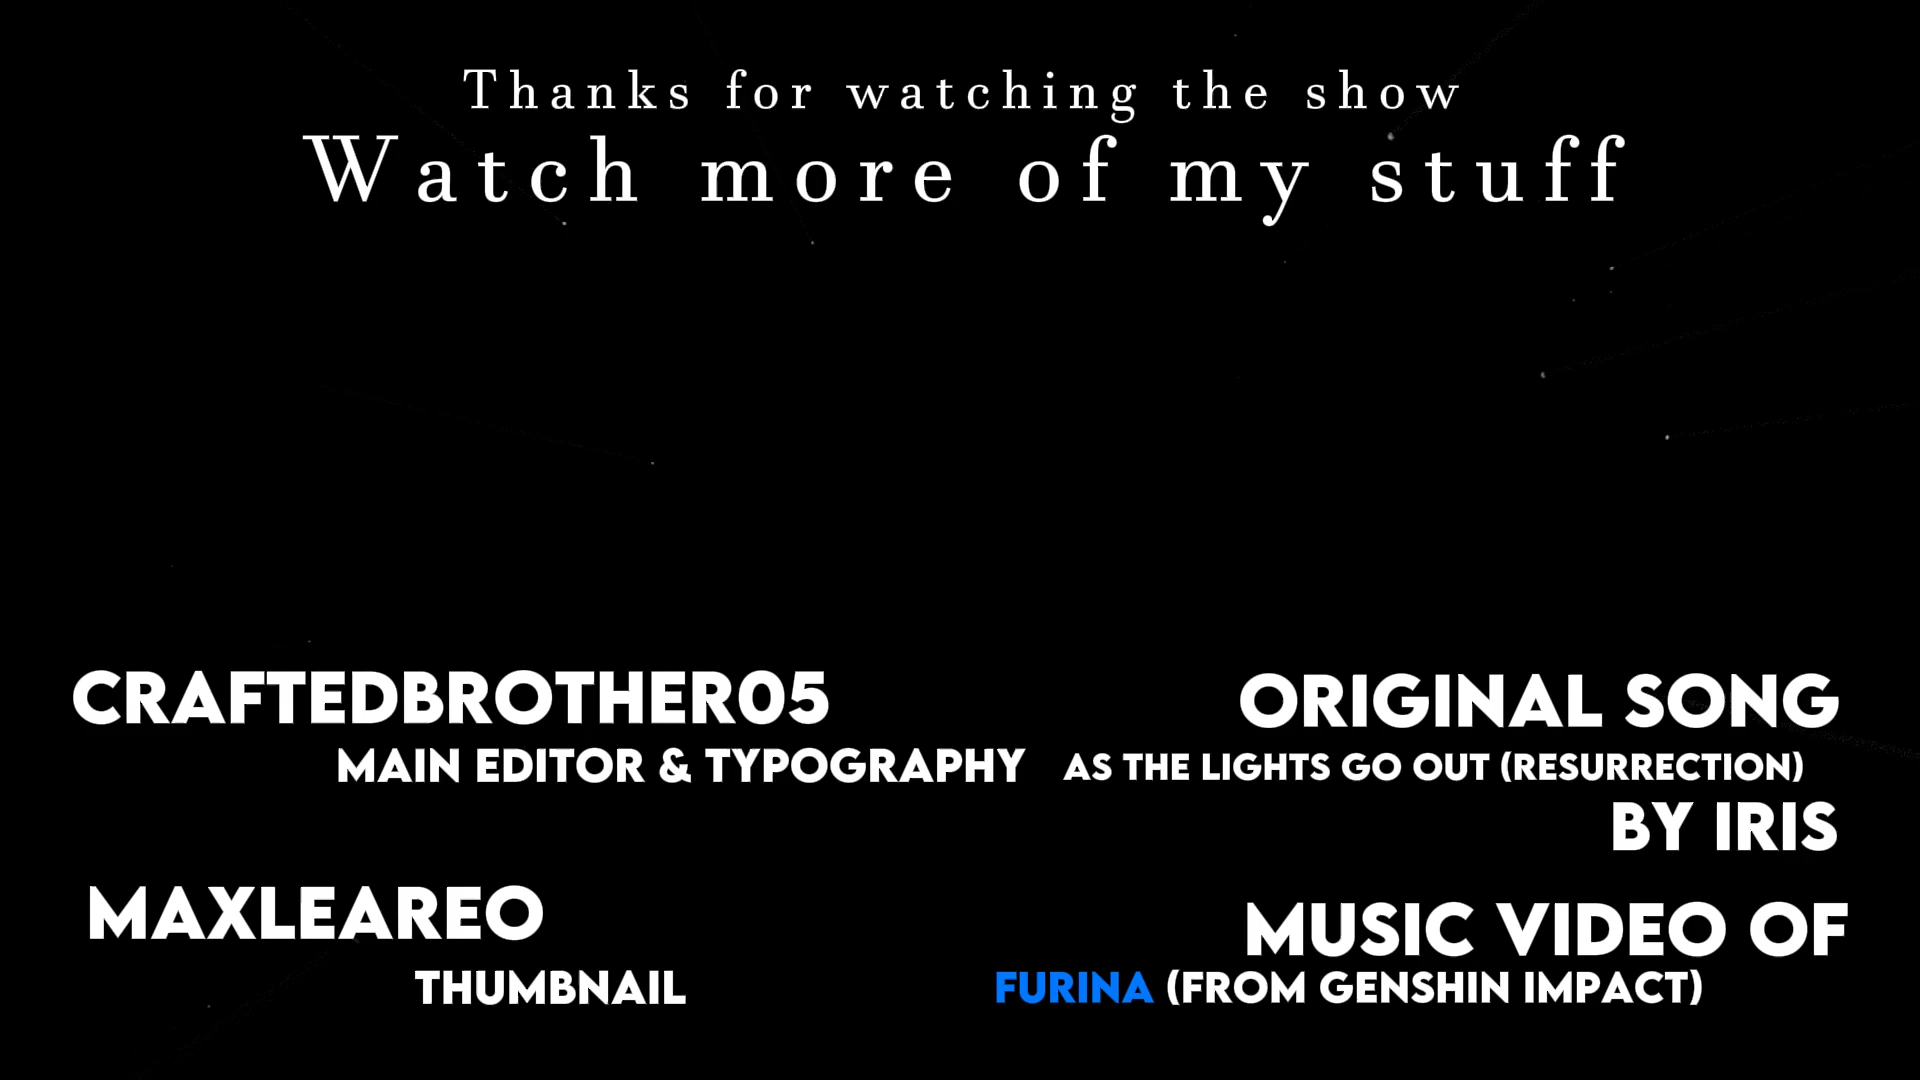 Thanks for watching the show
Watch more of my stuff
CRAFTEDBROTHER05
MAIN EDITOR & TYPOGRAPHY
MAXLEAREO
THUMBNAIL
ORIGINAL SONG
AS THE LIGHTS GO OUT (RESURRECTION)
BY IRIS
MUSIC VIDEO OF
FURINA (FROM GENSHIN IMPACT)